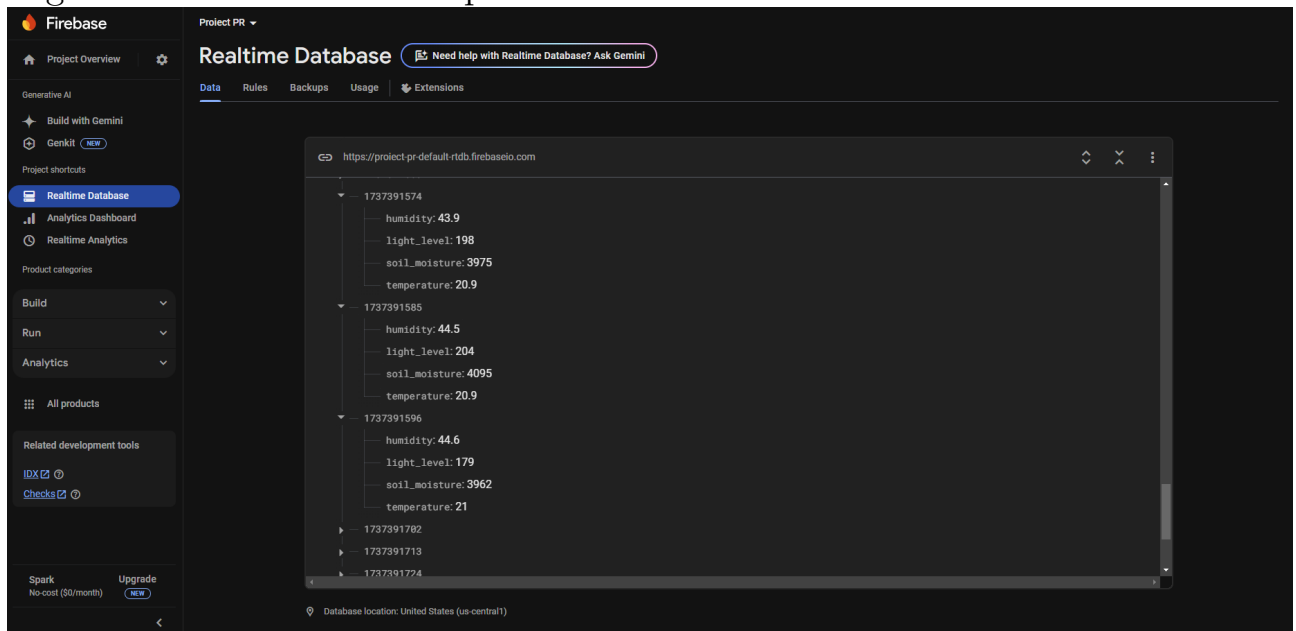 Firebase
Project Overview
Generative AI
Build with Gemini
Genkit NEW
Project shortcuts
Realtime Database
Analytics Dashboard
Realtime Analytics
Product categories
Build
Run
Analytics
All products
Related development tools
IDX
Checks
Spark
No-cost ($0/month)
Upgrade
NEW
Proiect PR
Realtime Database
Need help with Realtime Database? Ask Gemini
Data Rules Backups Usage Extensions
https://proiect-pr-default-rtdb.firebaseio.com
1737391574
humidity: 43.9
light_level: 198
soil_moisture: 3975
temperature: 20.9
1737391585
humidity: 44.5
light_level: 204
soil_moisture: 4095
temperature: 20.9
1737391596
humidity: 44.6
light_level: 179
soil_moisture: 3962
temperature: 21
1737391702
1737391713
1737391724
Database location: United States (us-central1)